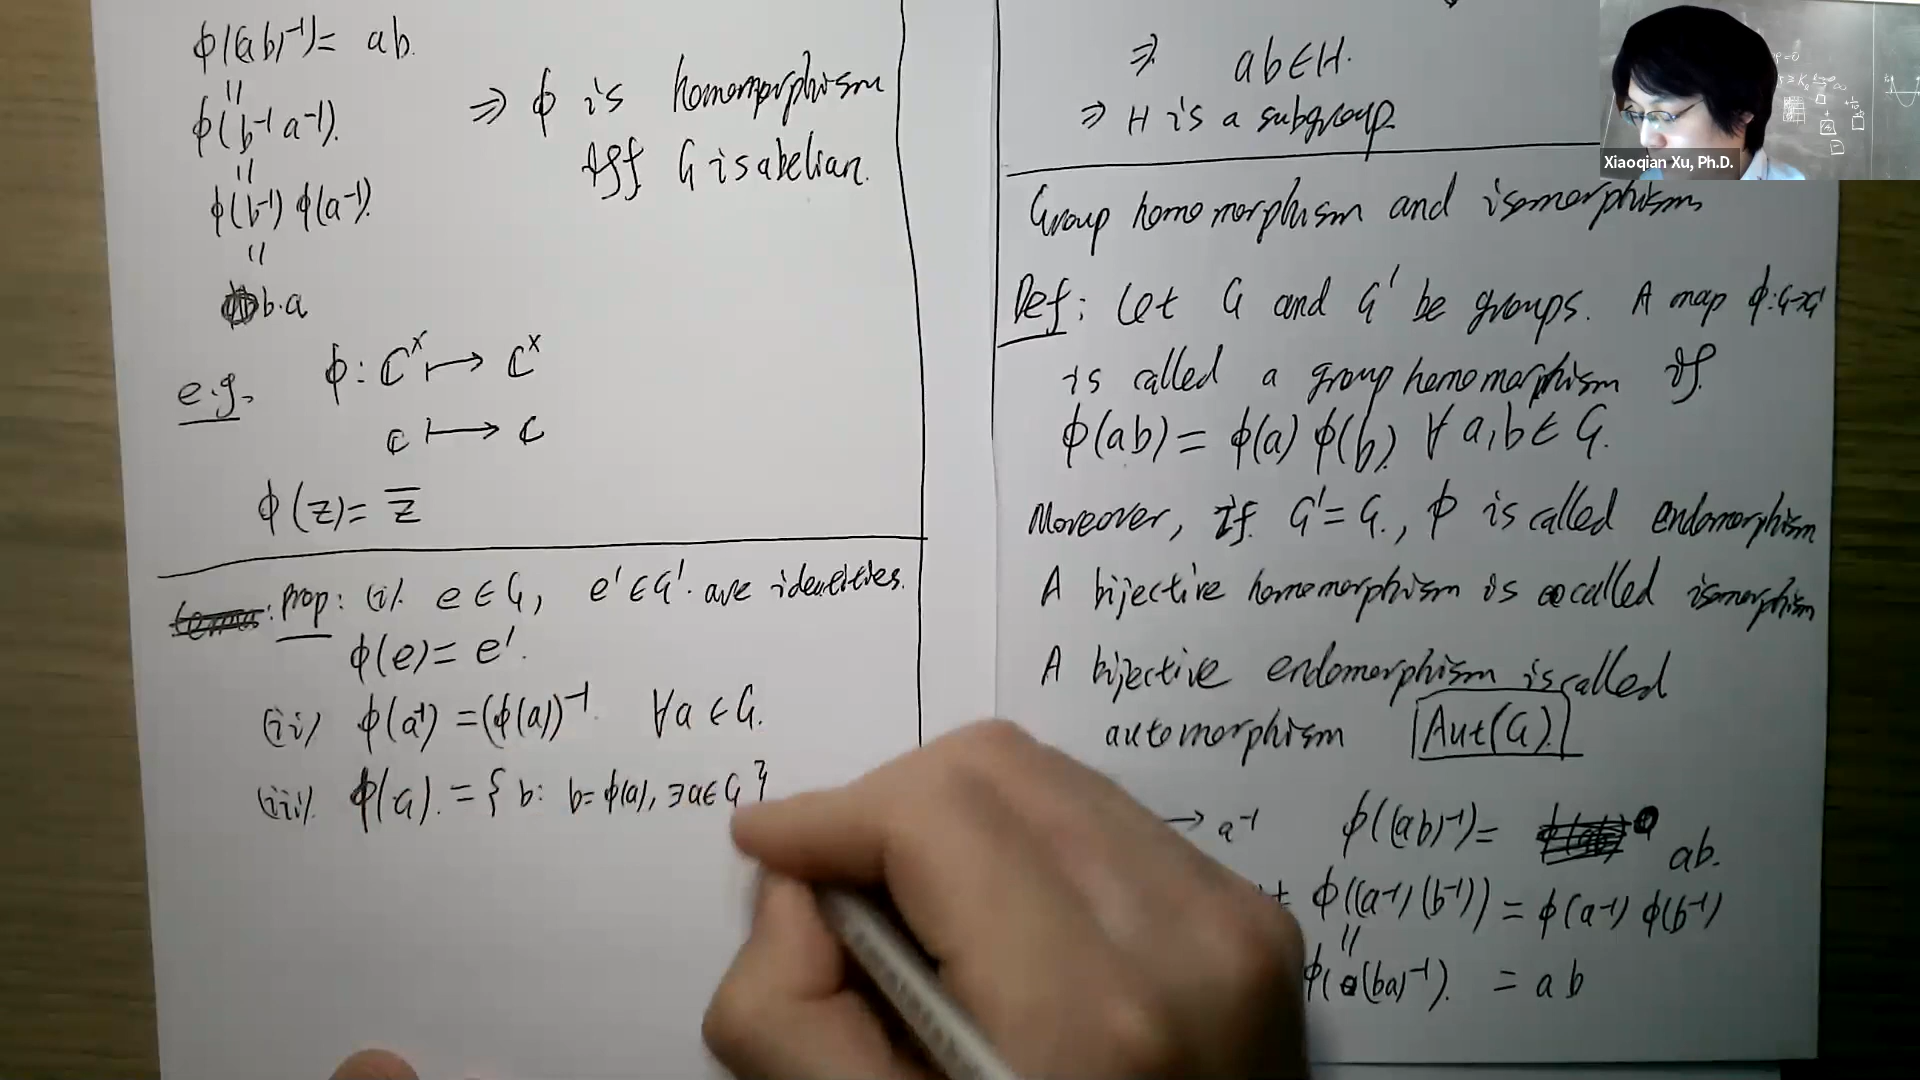 ϕ((ab)⁻¹) = ab.
||
ϕ(b⁻¹ a⁻¹).
||
ϕ(b⁻¹) ϕ(a⁻¹).
||
b·a
⇒ ϕ is homomorphism
iff G is abelian.
e.g. ϕ: C^x ↦ C^x
c ↦ c
ϕ(z) = z̅
: prop: (i). e ∈ G, e' ∈ G'. are identities.
ϕ(e) = e'.
(ii) ϕ(a⁻¹) = (ϕ(a))⁻¹. ∀a ∈ G.
(iii). ϕ(G). = { b: b = ϕ(a), ∃a∈G }
⇒ ab∈H.
⇒ H is a subgroup.
Group homomorphism and isomorphism
Def: Let G and G' be groups. A map ϕ: G→G'
is called a group homomorphism if.
ϕ(ab) = ϕ(a) ϕ(b). ∀ a,b ∈ G.
Moreover, if G' = G., ϕ is called endomorphism
A bijective homomorphism is called isomorphism
A bijective endomorphism is called
automorphism Aut(G).
→ a⁻¹ ϕ((ab)⁻¹) = ab.
ϕ((a⁻¹)(b⁻¹)) = ϕ(a⁻¹) ϕ(b⁻¹)
||
ϕ((ba)⁻¹). = ab
Xiaoqian Xu, Ph.D.